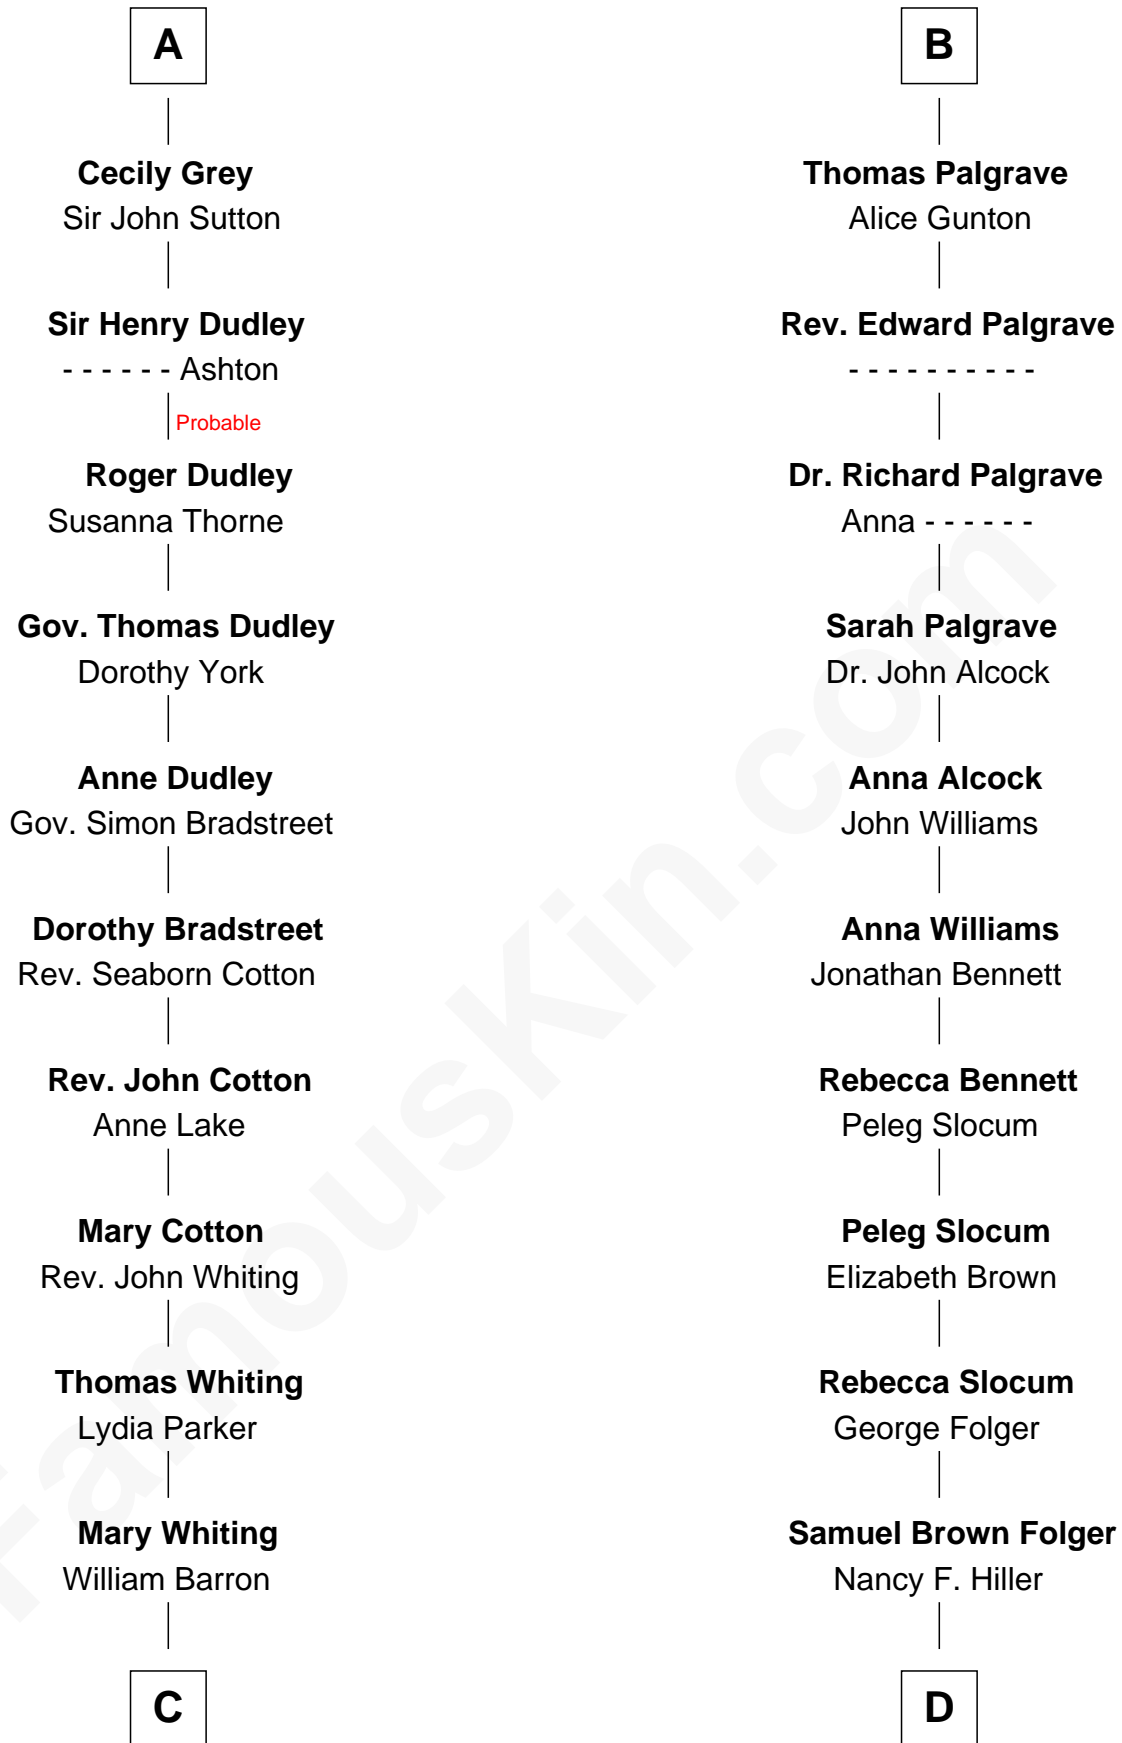 A
Cecily Grey
Sir John Sutton
Sir Henry Dudley
- - - - - - Ashton
Probable
Roger Dudley
Susanna Thorne
Gov. Thomas Dudley
Dorothy York
Anne Dudley
Gov. Simon Bradstreet
Dorothy Bradstreet
Rev. Seaborn Cotton
Rev. John Cotton
Anne Lake
Mary Cotton
Rev. John Whiting
Thomas Whiting
Lydia Parker
Mary Whiting
William Barron
C
B
Thomas Palgrave
Alice Gunton
Rev. Edward Palgrave
- - - - - - - - - -
Dr. Richard Palgrave
Anna - - - - - -
Sarah Palgrave
Dr. John Alcock
Anna Alcock
John Williams
Anna Williams
Jonathan Bennett
Rebecca Bennett
Peleg Slocum
Peleg Slocum
Elizabeth Brown
Rebecca Slocum
George Folger
Samuel Brown Folger
Nancy F. Hiller
D
FamousKin.com